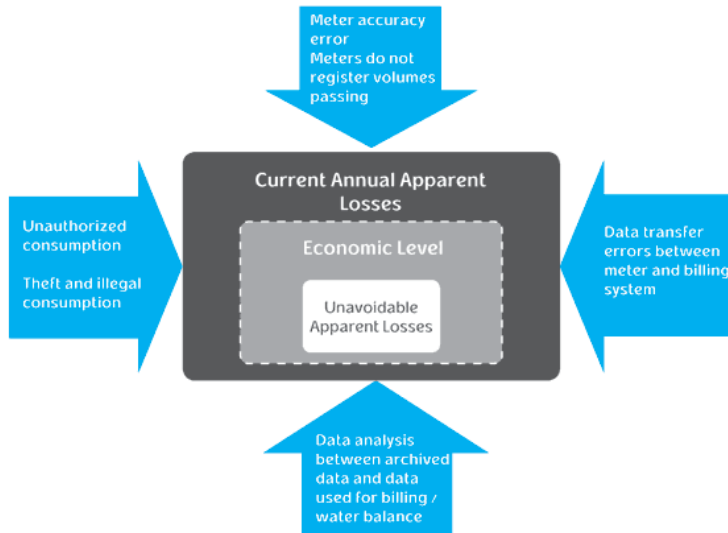 Meter accuracy
error
Meters do not
register volumes
passing
Current Annual Apparent
Losses
Unauthorized
consumption
Theft and illegal
consumption
Economic Level
Unavoidable
Apparent Losses
Data transfer
errors between
meter and billing
system
Data analysis
between archived
data and data
used for billing /
water balance